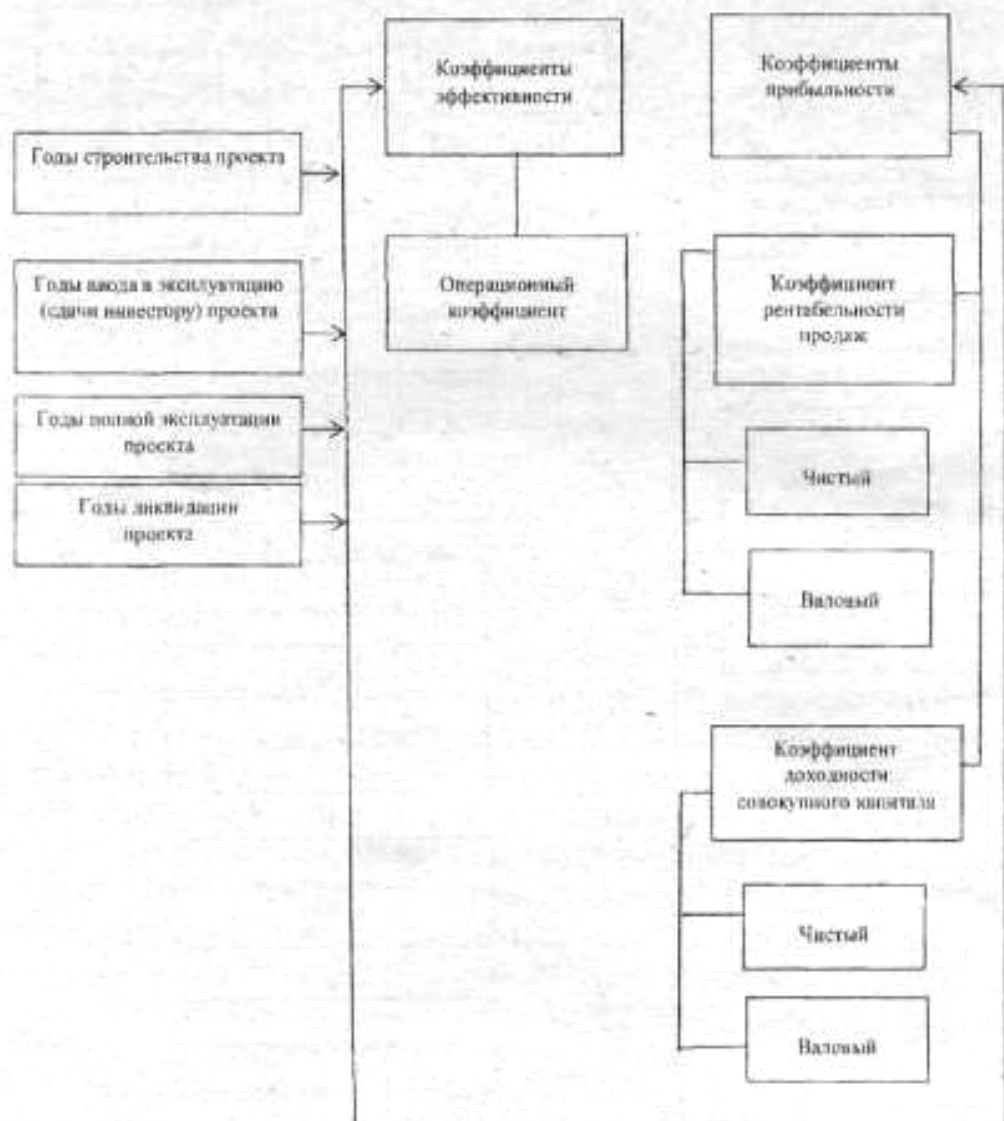 Коэффициенты
эффективности
Коэффициенты
прибыльности
Годы строительства проекта
Годы ввода в эксплуатацию
(сдачи инвестору) проекта
Операционный
коэффициент
Коэффициент
рентабельности
продаж
Годы полной эксплуатации
проекта
Годы ликвидации
проекта
Чистый
Валовый
Коэффициент
доходности
совокупного капитала
Чистый
Валовый